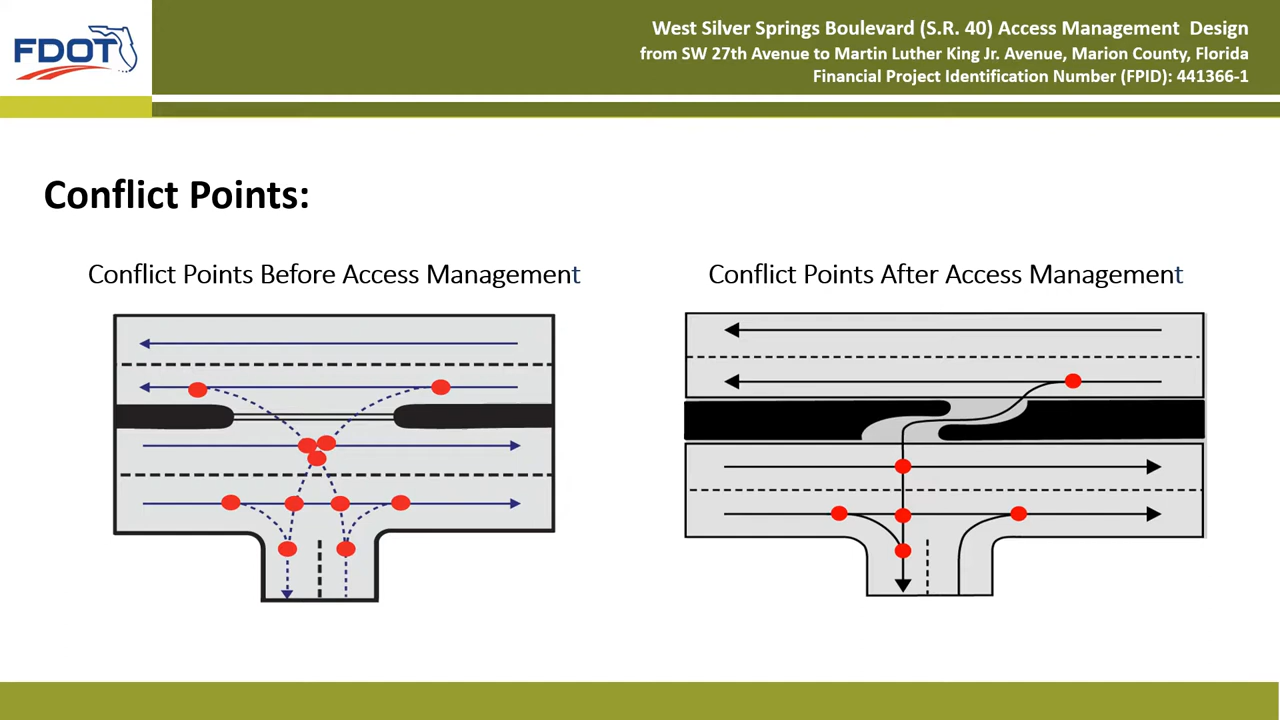 FDOT
West Silver Springs Boulevard (S.R. 40) Access Management Design
from SW 27th Avenue to Martin Luther King Jr. Avenue, Marion County, Florida
Financial Project Identification Number (FPID): 441366-1
Conflict Points:
Conflict Points Before Access Management
Conflict Points After Access Management